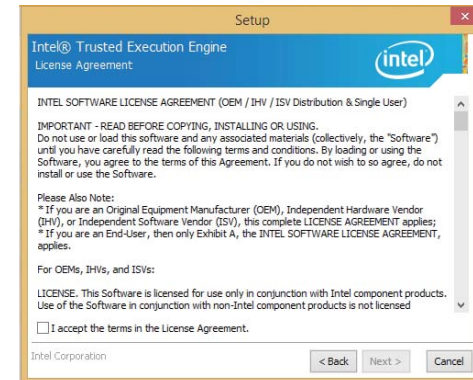 Setup
Intel® Trusted Execution Engine
License Agreement
intel
INTEL SOFTWARE LICENSE AGREEMENT (OEM / IHV / ISV Distribution & Single User)
IMPORTANT - READ BEFORE COPYING, INSTALLING OR USING.
Do not use or load this software and any associated materials (collectively, the "Software")
until you have carefully read the following terms and conditions. By loading or using the
Software, you agree to the terms of this Agreement. If you do not wish to so agree, do not
install or use the Software.
Please Also Note:
* If you are an Original Equipment Manufacturer (OEM), Independent Hardware Vendor
(IHV), or Independent Software Vendor (ISV), this complete LICENSE AGREEMENT applies;
* If you are an End-User, then only Exhibit A, the INTEL SOFTWARE LICENSE AGREEMENT,
applies.
For OEMs, IHVs, and ISVs:
LICENSE. This Software is licensed for use only in conjunction with Intel component products.
Use of the Software in conjunction with non-Intel component products is not licensed
I accept the terms in the License Agreement.
Intel Corporation
< Back
Next >
Cancel